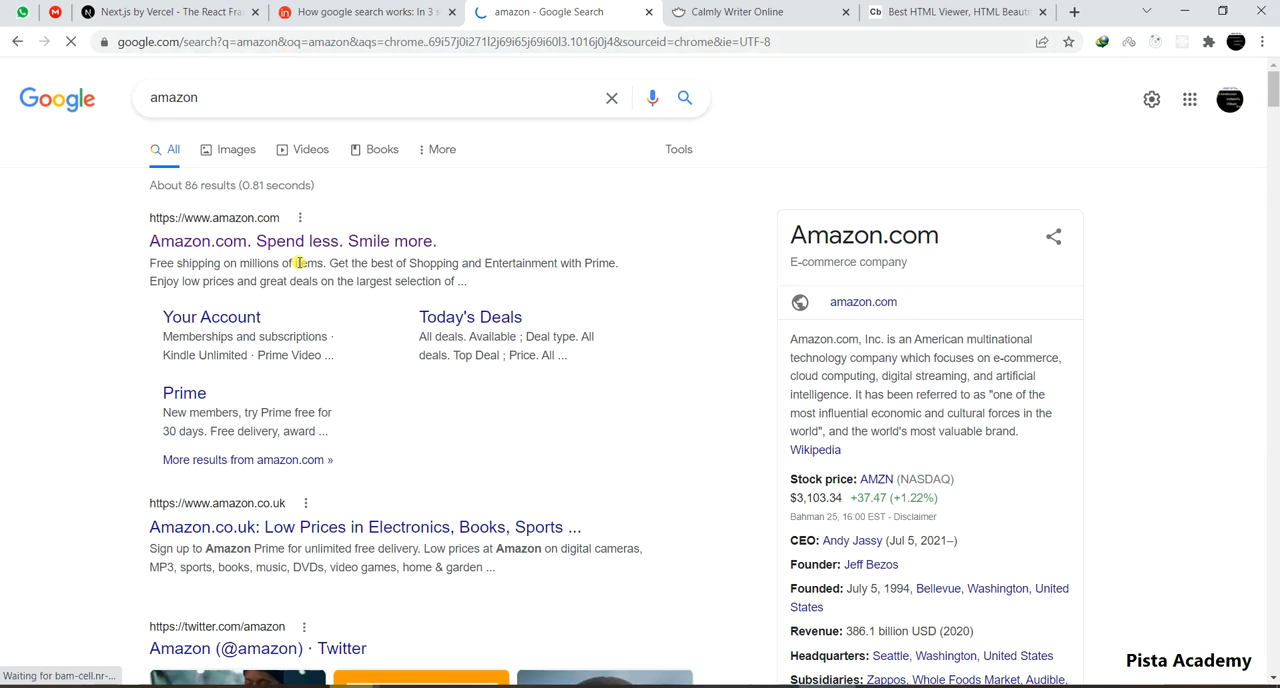 Next.js by Vercel - The React Fra
How google search works: In 3 s
amazon - Google Search
Calmly Writer Online
Best HTML Viewer, HTML Beauti
google.com/search?q=amazon&oq=amazon&aqs=chrome..69i57j0i271l2j69i65j69i60l3.1016j0j4&sourceid=chrome&ie=UTF-8
Google
amazon
All
Images
Videos
Books
More
Tools
About 86 results (0.81 seconds)
https://www.amazon.com
Amazon.com. Spend less. Smile more.
Free shipping on millions of items. Get the best of Shopping and Entertainment with Prime.
Enjoy low prices and great deals on the largest selection of ...
Your Account
Memberships and subscriptions ·
Kindle Unlimited · Prime Video ...
Today's Deals
All deals. Available ; Deal type. All
deals. Top Deal ; Price. All ...
Prime
New members, try Prime free for
30 days. Free delivery, award ...
More results from amazon.com »
https://www.amazon.co.uk
Amazon.co.uk: Low Prices in Electronics, Books, Sports ...
Sign up to Amazon Prime for unlimited free delivery. Low prices at Amazon on digital cameras,
MP3, sports, books, music, DVDs, video games, home & garden ...
https://twitter.com/amazon
Amazon (@amazon) · Twitter
Amazon.com
E-commerce company
amazon.com
Amazon.com, Inc. is an American multinational
technology company which focuses on e-commerce,
cloud computing, digital streaming, and artificial
intelligence. It has been referred to as "one of the
most influential economic and cultural forces in the
world", and the world's most valuable brand.
Wikipedia
Stock price: AMZN (NASDAQ)
$3,103.34 +37.47 (+1.22%)
Bahman 25, 16:00 EST - Disclaimer
CEO: Andy Jassy (Jul 5, 2021–)
Founder: Jeff Bezos
Founded: July 5, 1994, Bellevue, Washington, United
States
Revenue: 386.1 billion USD (2020)
Headquarters: Seattle, Washington, United States
Subsidiaries: Zappos, Whole Foods Market, Audible,
Waiting for bam-cell.nr-...
Pista Academy